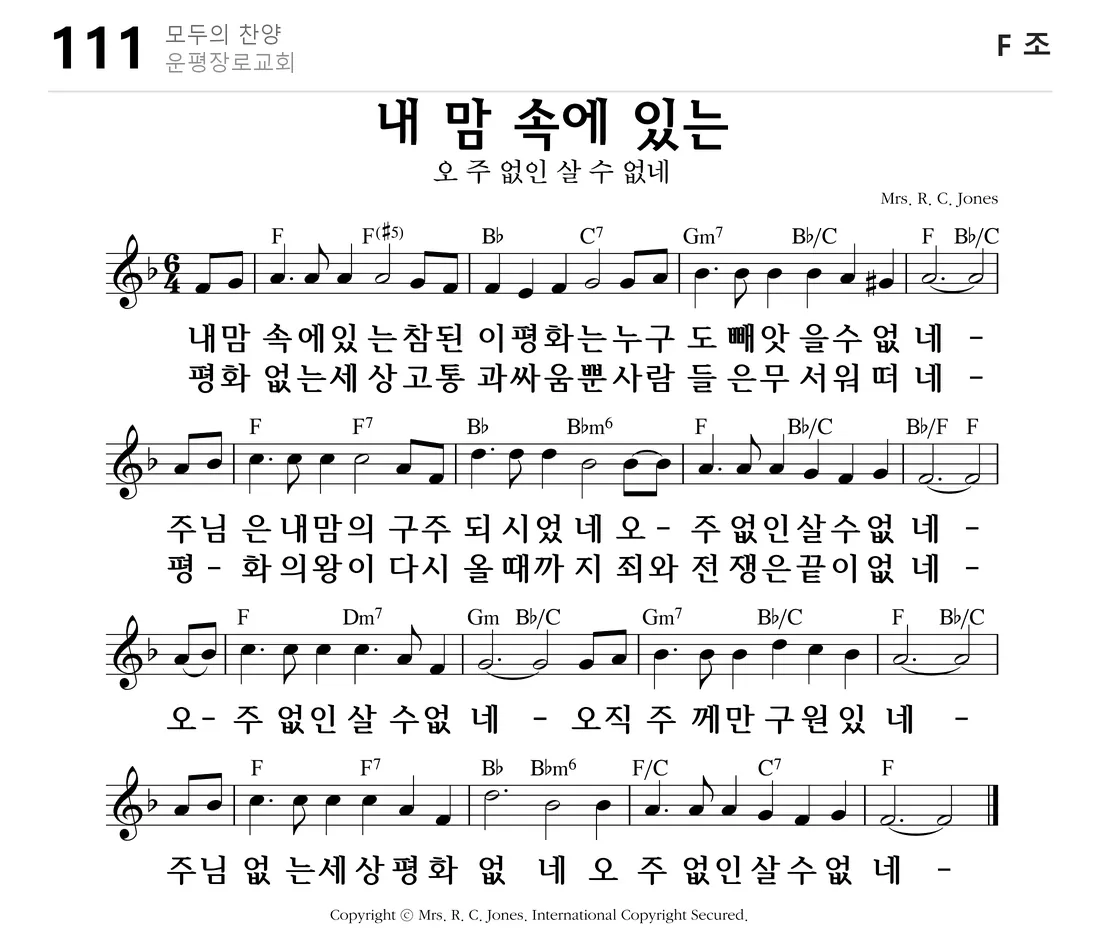 111 모두의 찬양
운평장로교회
F 조
내 맘 속에 있는
오 주 없인 살 수 없네
Mrs. R. C. Jones
F F(#5) B♭ C7 Gm7 B♭/C F B♭/C
6
4
내맘 속에있 는참된 이평화는누구 도 빼앗 을수 없 네 -
평화 없는세 상고통 과싸움뿐사람 들 은무 서워 떠 네 -
F F7 B♭ B♭m6 F B♭/C B♭/F F
주님 은내맘의 구주 되 시었 네 오- 주 없인살수없 네 -
평- 화의왕이 다시 올때까 지 죄와 전 쟁은끝이없 네 -
F Dm7 Gm B♭/C Gm7 B♭/C F B♭/C
오- 주 없인 살 수없 네 - 오직 주 께만 구원있 네 -
F F7 B♭ B♭m6 F/C C7 F
주님 없 는세상평화 없 네 오 주 없인살수없 네 -
Copyright ⓒ Mrs. R. C. Jones. International Copyright Secured.